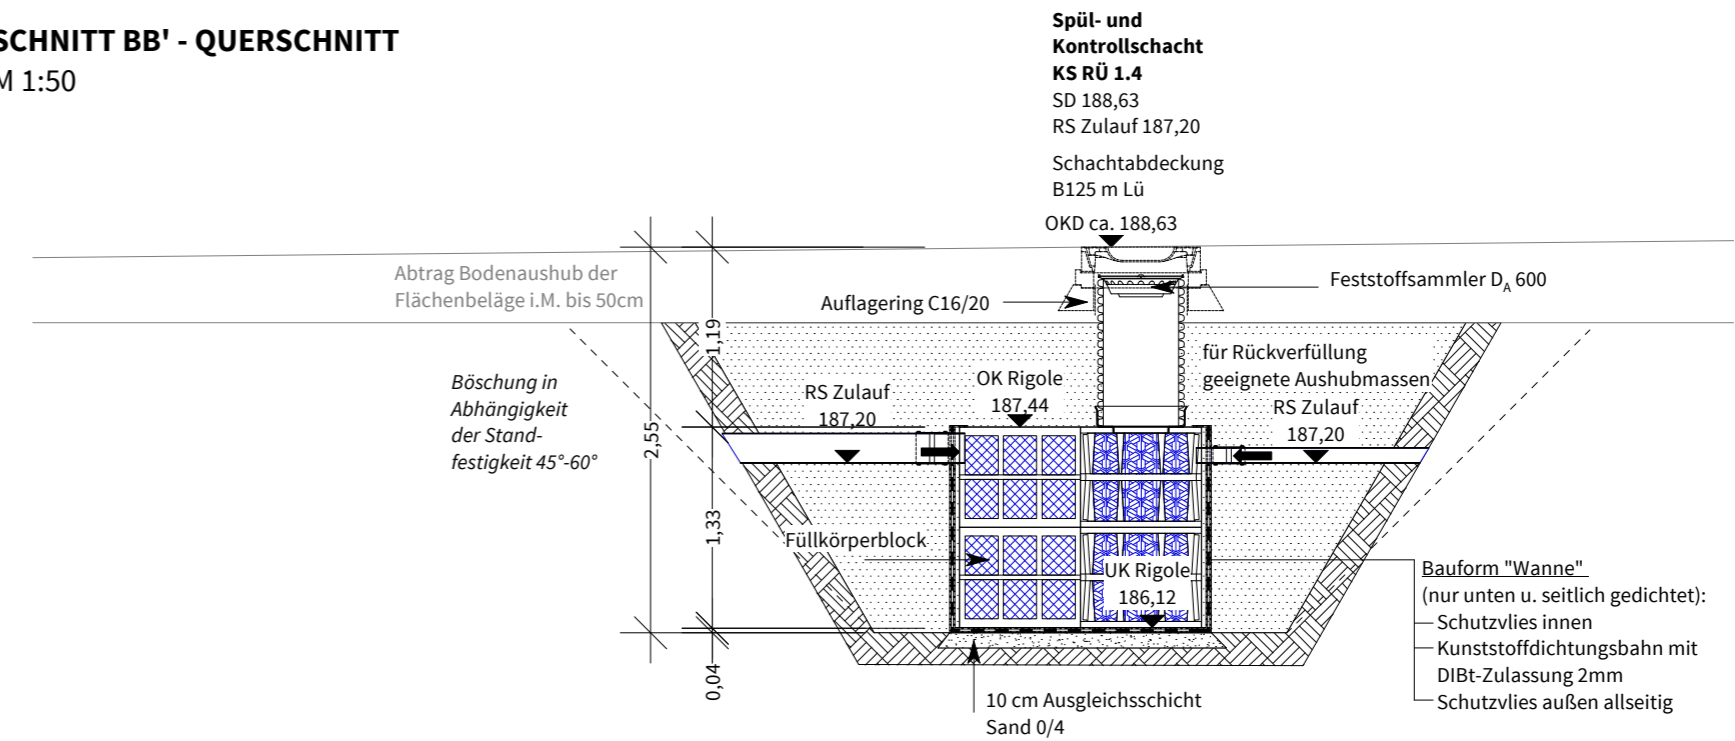 SCHNITT BB' - QUERSCHNITT
M 1:50
Spül- und
Kontrollschacht
KS RÜ 1.4
SD 188,63
RS Zulauf 187,20
Schachtabdeckung
B125 m Lü
OKD ca. 188,63
Abtrag Bodenaushub der
Flächenbeläge i.M. bis 50cm
Auflagering C16/20
Feststoffsammler DA 600
1,19
für Rückverfüllung
geeignete Aushubmassen
Böschung in
Abhängigkeit
der Stand-
festigkeit 45°-60°
RS Zulauf
187,20
OK Rigole
187,44
RS Zulauf
187,20
2,55
1,33
Füllkörperblock
UK Rigole
186,12
Bauform "Wanne"
(nur unten u. seitlich gedichtet):
Schutzvlies innen
Kunststoffdichtungsbahn mit
DIBt-Zulassung 2mm
Schutzvlies außen allseitig
0,04
10 cm Ausgleichsschicht
Sand 0/4